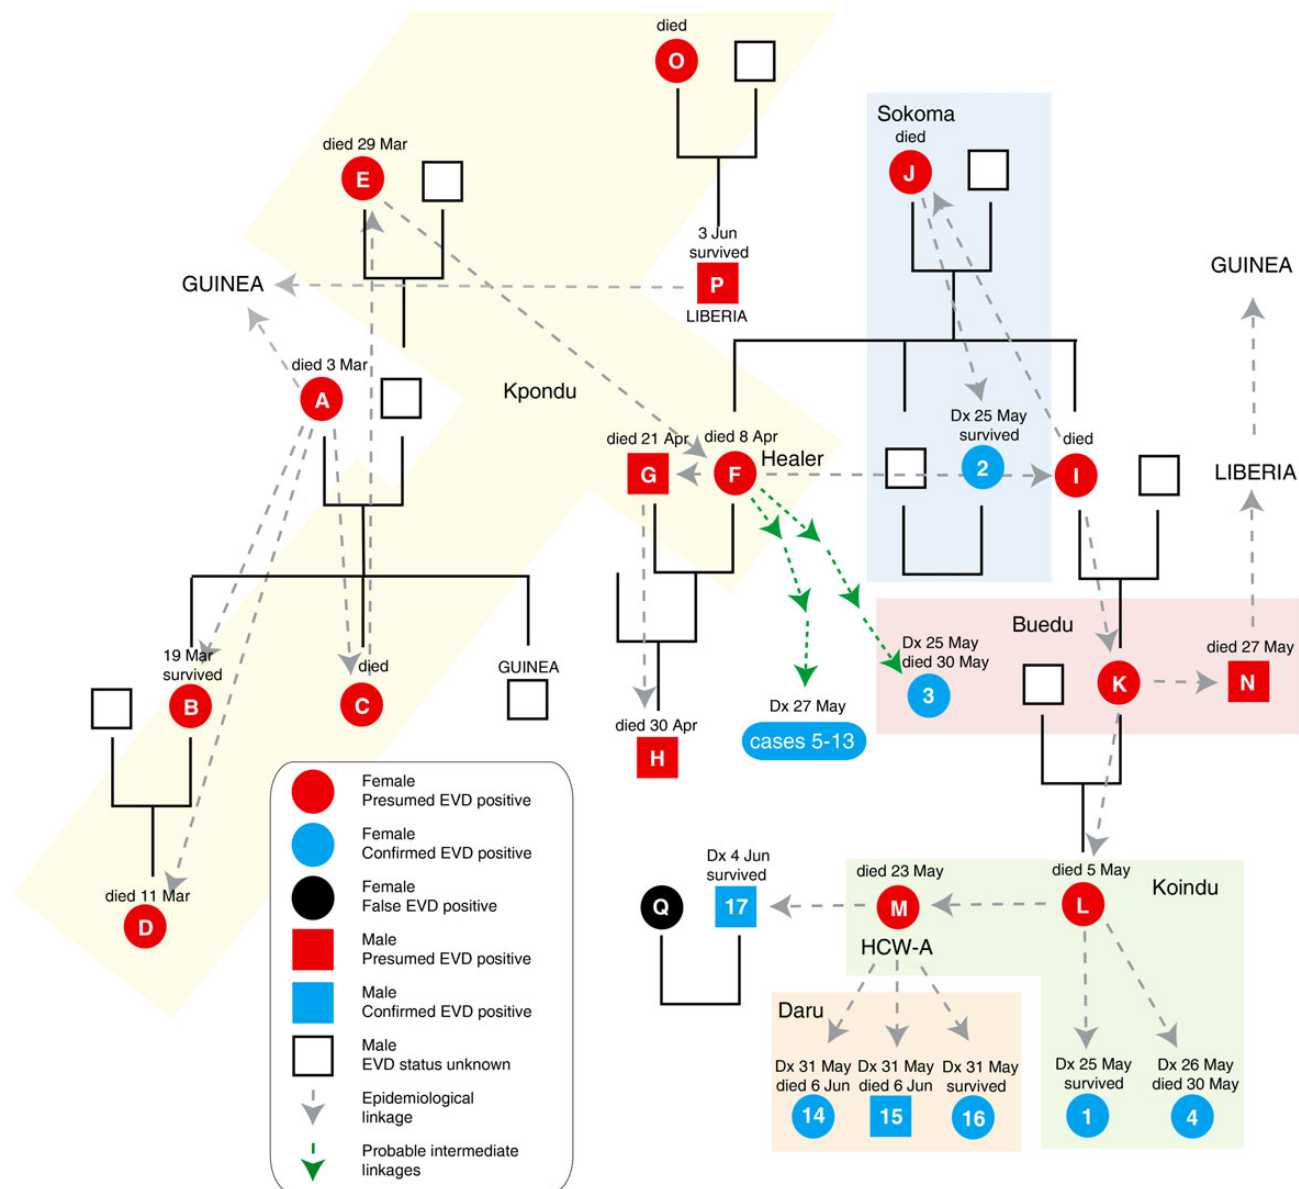 died
O
Sokoma
died
J
died 29 Mar
E
3 Jun
survived
P
LIBERIA
GUINEA
GUINEA
died 3 Mar
A
Kpondu
Dx 25 May
survived
2
died 21 Apr
G
died 8 Apr
F
Healer
died
I
LIBERIA
Buedu
19 Mar
survived
B
died
C
GUINEA
Dx 25 May
died 30 May
3
K
died 27 May
N
Dx 27 May
cases 5-13
died 30 Apr
H
Female
Presumed EVD positive
Female
Confirmed EVD positive
Female
False EVD positive
Male
Presumed EVD positive
Male
Confirmed EVD positive
Male
EVD status unknown
Epidemiological
linkage
Probable intermediate
linkages
died 11 Mar
D
Q
Dx 4 Jun
survived
17
died 23 May
M
HCW-A
died 5 May
L
Koindu
Daru
Dx 31 May
died 6 Jun
14
Dx 31 May
died 6 Jun
15
Dx 31 May
survived
16
Dx 25 May
survived
1
Dx 26 May
died 30 May
4